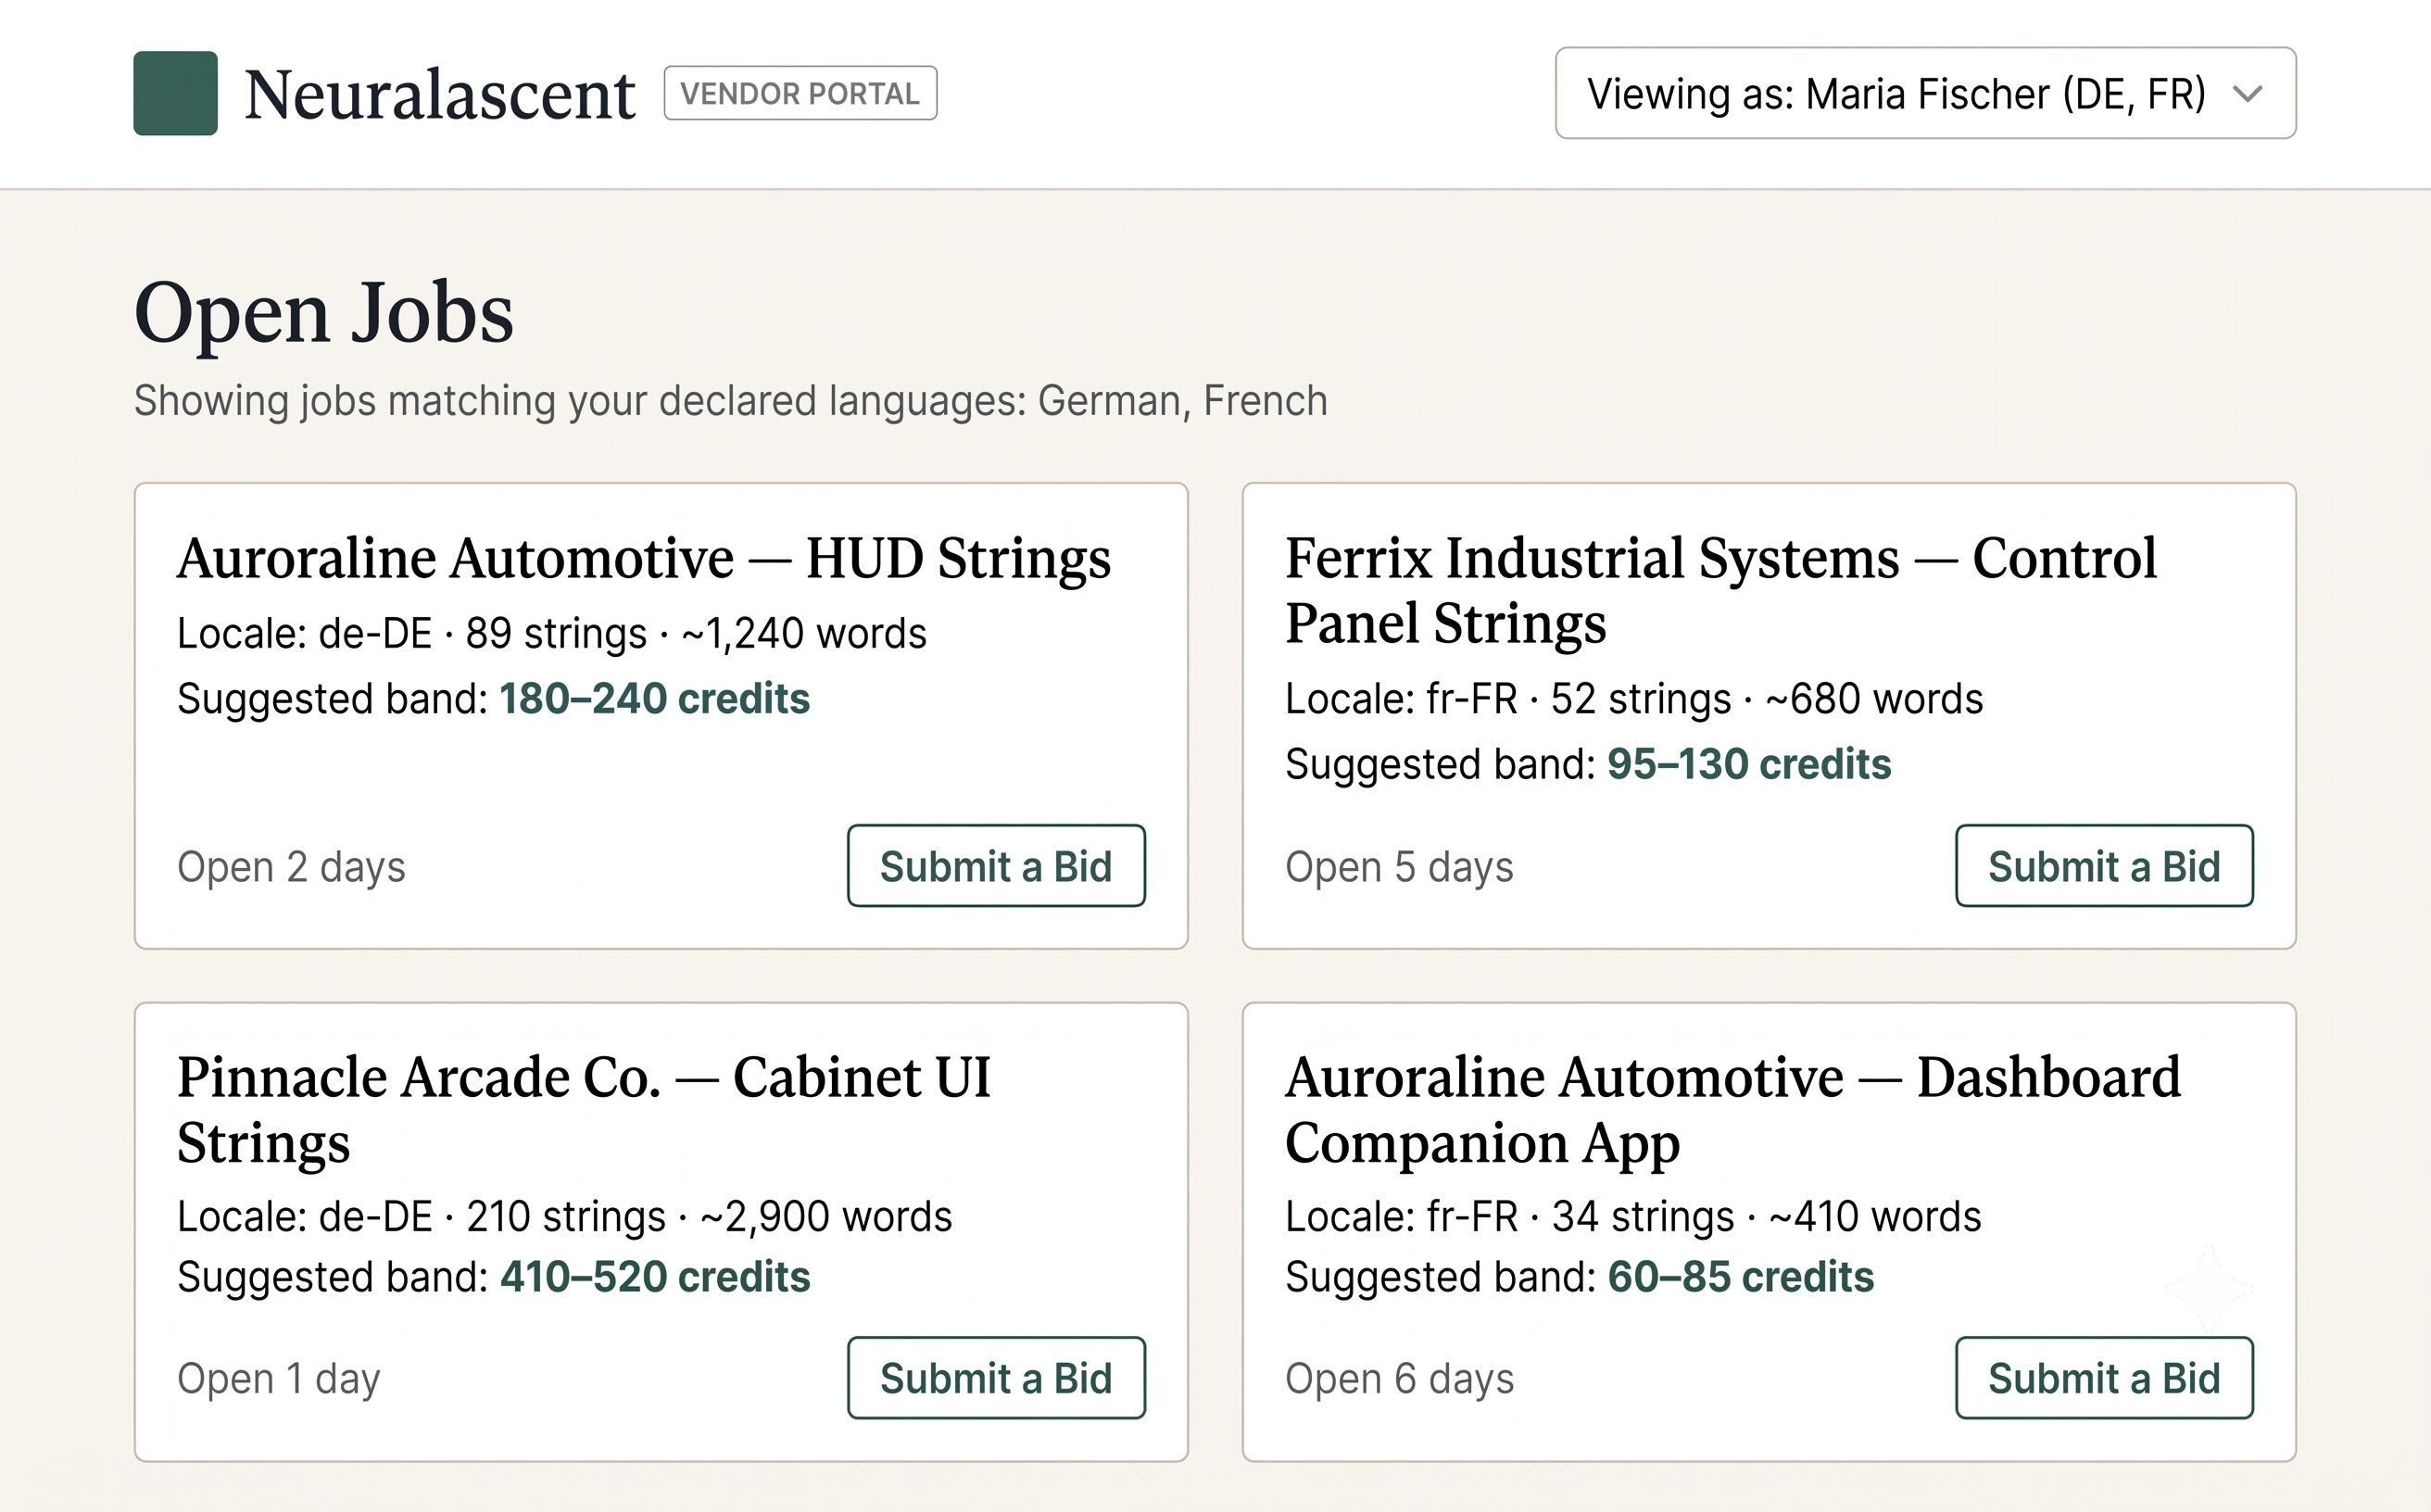 Neuralascent
VENDOR PORTAL
Viewing as: Maria Fischer (DE, FR)
Open Jobs
Showing jobs matching your declared languages: German, French
Auroraline Automotive — HUD Strings
Locale: de-DE · 89 strings · ~1,240 words
Suggested band: 180–240 credits
Open 2 days
Submit a Bid
Ferrix Industrial Systems — Control
Panel Strings
Locale: fr-FR · 52 strings · ~680 words
Suggested band: 95–130 credits
Open 5 days
Submit a Bid
Pinnacle Arcade Co. — Cabinet UI
Strings
Locale: de-DE · 210 strings · ~2,900 words
Suggested band: 410–520 credits
Open 1 day
Submit a Bid
Auroraline Automotive — Dashboard
Companion App
Locale: fr-FR · 34 strings · ~410 words
Suggested band: 60–85 credits
Open 6 days
Submit a Bid